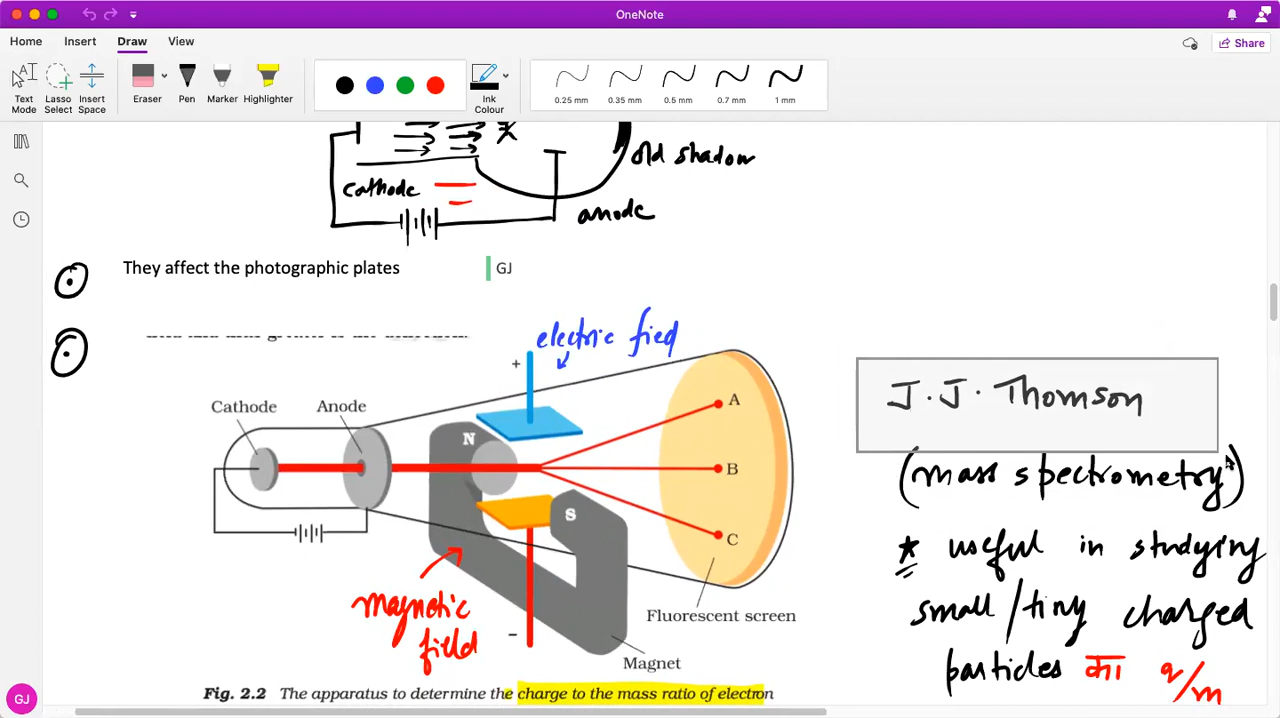 OneNote
Home Insert Draw View
Share
Text Mode
Lasso Select
Insert Space
Eraser
Pen
Marker
Highlighter
Ink Colour
0.25 mm
0.35 mm
0.5 mm
0.7 mm
1 mm
old shadow
cathode
anode
They affect the photographic plates
GJ
electric fied
+
Cathode
Anode
A
N
B
S
C
magnetic
field
Fluorescent screen
–
Magnet
Fig. 2.2 The apparatus to determine the charge to the mass ratio of electron
J.J. Thomson
(mass spectrometry)
* useful in studying
small/tiny charged
particles का q/m
GJ